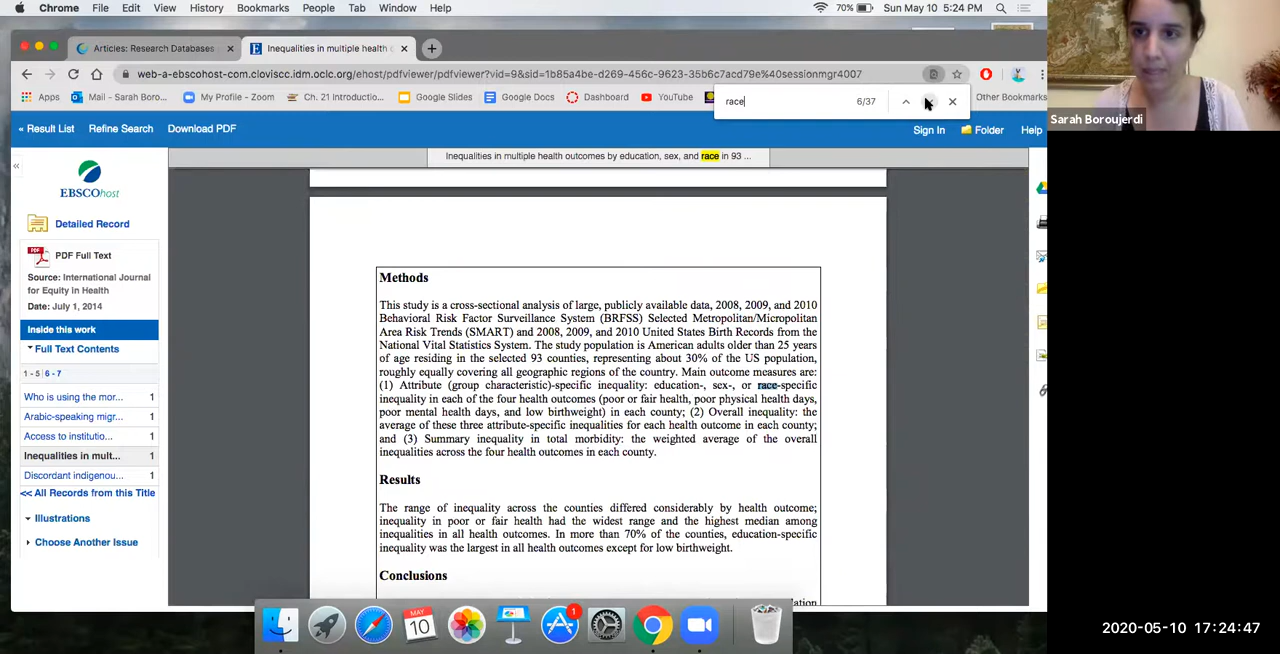 Chrome File Edit View History Bookmarks People Tab Window Help 70% Sun May 10 5:24 PM
Articles: Research Databases Inequalities in multiple health
web-a-ebscohost-com.cloviscc.idm.oclc.org/ehost/pdfviewer/pdfviewer?vid=9&sid=1b85a4be-d269-456c-9623-35b6c7acd79e%40sessionmgr4007
Apps Mail - Sarah Boro... My Profile - Zoom Ch. 21 Introductio... Google Slides Google Docs Dashboard YouTube Other Bookmarks
race 6/37
Sarah Boroujerdi
« Result List Refine Search Download PDF Sign In Folder Help
Inequalities in multiple health outcomes by education, sex, and race in 93 ...
«
EBSCOhost
Detailed Record
PDF
PDF Full Text
Source: International Journal
for Equity in Health
Date: July 1, 2014
Inside this work
Full Text Contents
1 - 5 6 - 7
Who is using the mor... 1
Arabic-speaking migr... 1
Access to institutio... 1
Inequalities in mult... 1
Discordant indigenou... 1
<< All Records from this Title
Illustrations
Choose Another Issue
Methods
This study is a cross-sectional analysis of large, publicly available data, 2008, 2009, and 2010
Behavioral Risk Factor Surveillance System (BRFSS) Selected Metropolitan/Micropolitan
Area Risk Trends (SMART) and 2008, 2009, and 2010 United States Birth Records from the
National Vital Statistics System. The study population is American adults older than 25 years
of age residing in the selected 93 counties, representing about 30% of the US population,
roughly equally covering all geographic regions of the country. Main outcome measures are:
(1) Attribute (group characteristic)-specific inequality: education-, sex-, or race-specific
inequality in each of the four health outcomes (poor or fair health, poor physical health days,
poor mental health days, and low birthweight) in each county; (2) Overall inequality: the
average of these three attribute-specific inequalities for each health outcome in each county;
and (3) Summary inequality in total morbidity: the weighted average of the overall
inequalities across the four health outcomes in each county.
Results
The range of inequality across the counties differed considerably by health outcome;
inequality in poor or fair health had the widest range and the highest median among
inequalities in all health outcomes. In more than 70% of the counties, education-specific
inequality was the largest in all health outcomes except for low birthweight.
Conclusions
MAY
10
1
2020-05-10 17:24:47